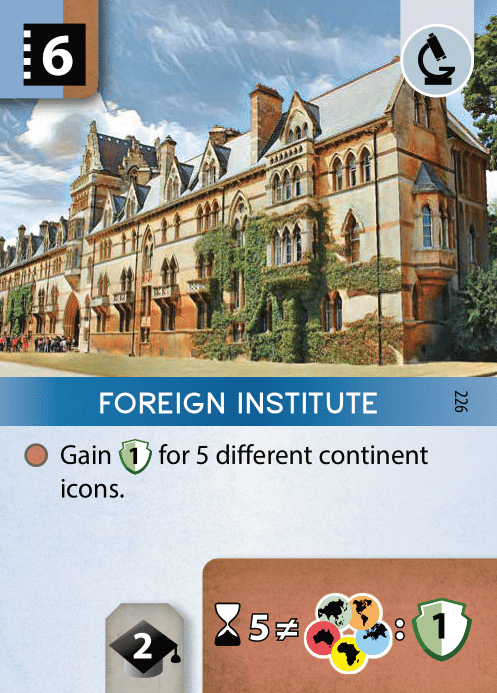 6
FOREIGN INSTITUTE
226
Gain 1 for 5 different continent
icons.
2
5 ≠ : 1